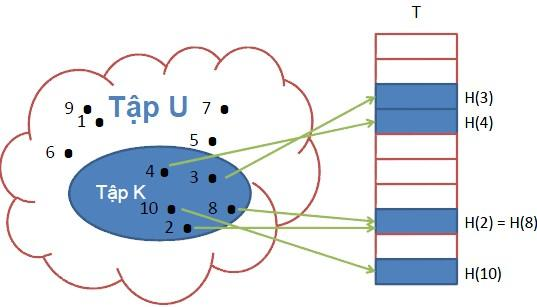 T
9
1
Tập U
7
5
6
4
3
Tập K
10
8
2
H(3)
H(4)
H(2) = H(8)
H(10)